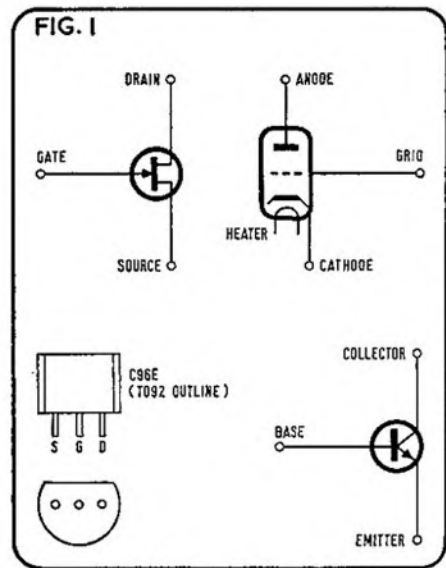 FIG. 1
DRAIN
ANODE
GATE
GRID
HEATER
SOURCE
CATHODE
C96E
(TO92 OUTLINE)
S G D
COLLECTOR
BASE
EMITTER